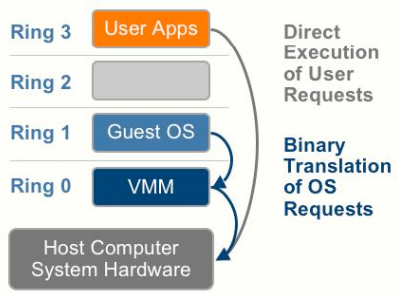 Ring 3
User Apps
Direct
Execution
of User
Requests
Ring 2
Ring 1
Guest OS
Binary
Translation
of OS
Requests
Ring 0
VMM
Host Computer
System Hardware